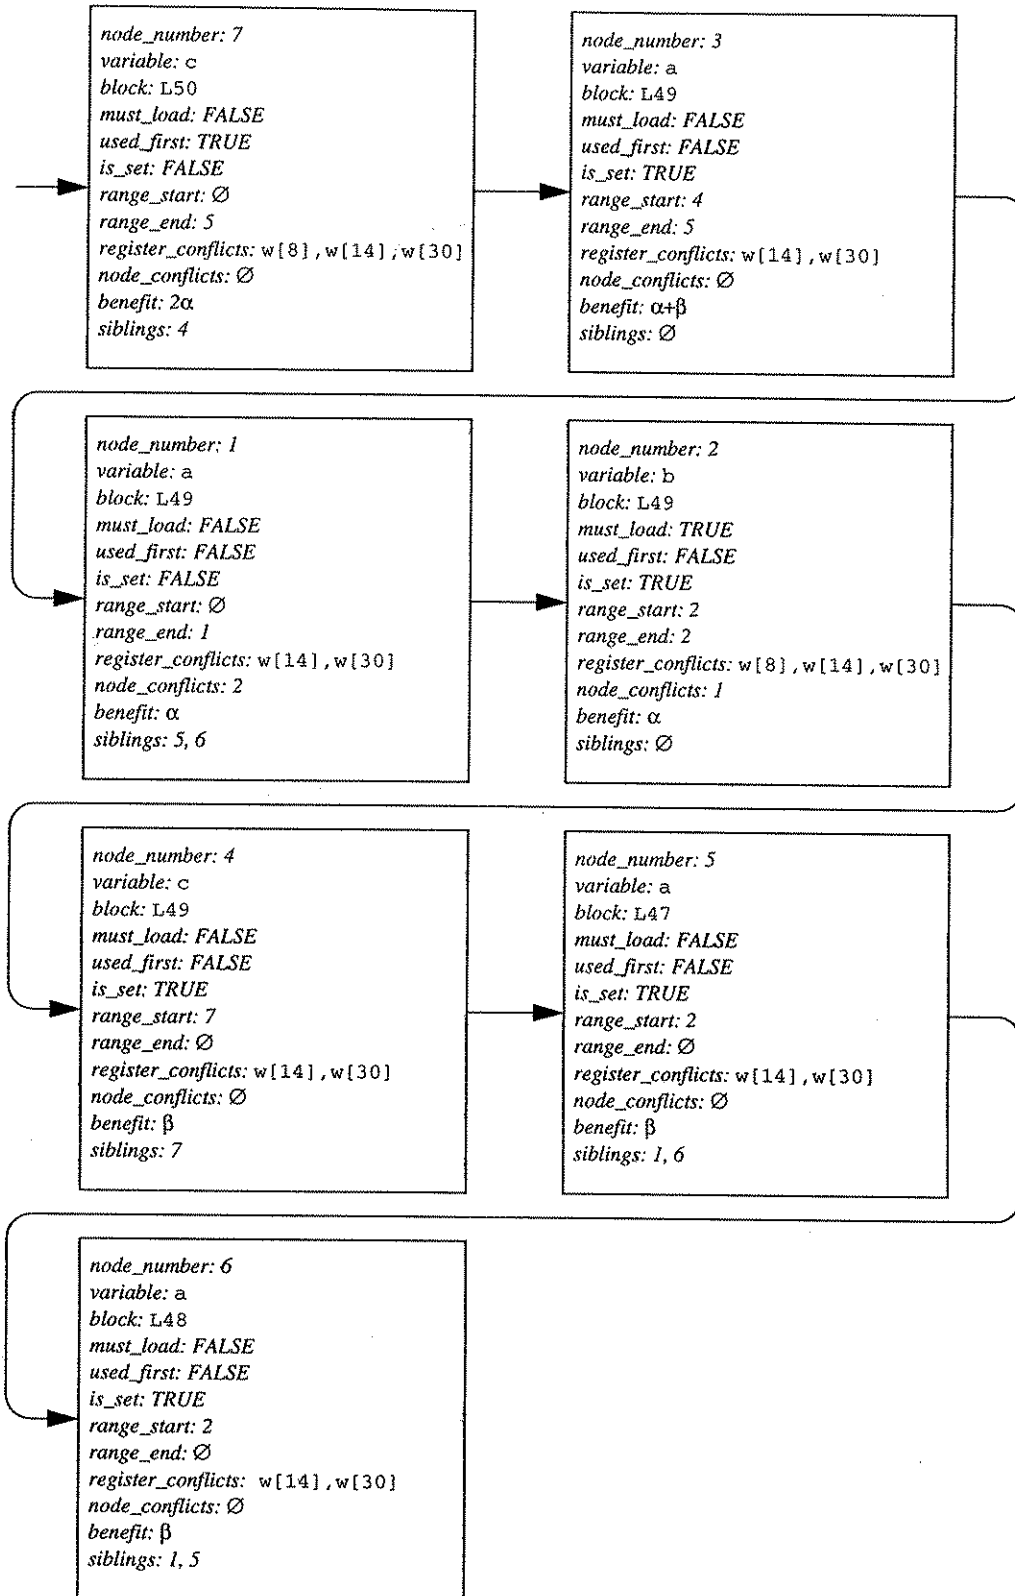 node_number: 7
variable: c
block: L50
must_load: FALSE
used_first: TRUE
is_set: FALSE
range_start: Ø
range_end: 5
register_conflicts: w[8],w[14],w[30]
node_conflicts: Ø
benefit: 2α
siblings: 4
node_number: 3
variable: a
block: L49
must_load: FALSE
used_first: FALSE
is_set: TRUE
range_start: 4
range_end: 5
register_conflicts: w[14],w[30]
node_conflicts: Ø
benefit: α+β
siblings: Ø
node_number: 1
variable: a
block: L49
must_load: FALSE
used_first: FALSE
is_set: FALSE
range_start: Ø
range_end: 1
register_conflicts: w[14],w[30]
node_conflicts: 2
benefit: α
siblings: 5, 6
node_number: 2
variable: b
block: L49
must_load: TRUE
used_first: FALSE
is_set: TRUE
range_start: 2
range_end: 2
register_conflicts: w[8],w[14],w[30]
node_conflicts: 1
benefit: α
siblings: Ø
node_number: 4
variable: c
block: L49
must_load: FALSE
used_first: FALSE
is_set: TRUE
range_start: 7
range_end: Ø
register_conflicts: w[14],w[30]
node_conflicts: Ø
benefit: β
siblings: 7
node_number: 5
variable: a
block: L47
must_load: FALSE
used_first: FALSE
is_set: TRUE
range_start: 2
range_end: Ø
register_conflicts: w[14],w[30]
node_conflicts: Ø
benefit: β
siblings: 1, 6
node_number: 6
variable: a
block: L48
must_load: FALSE
used_first: FALSE
is_set: TRUE
range_start: 2
range_end: Ø
register_conflicts: w[14],w[30]
node_conflicts: Ø
benefit: β
siblings: 1, 5